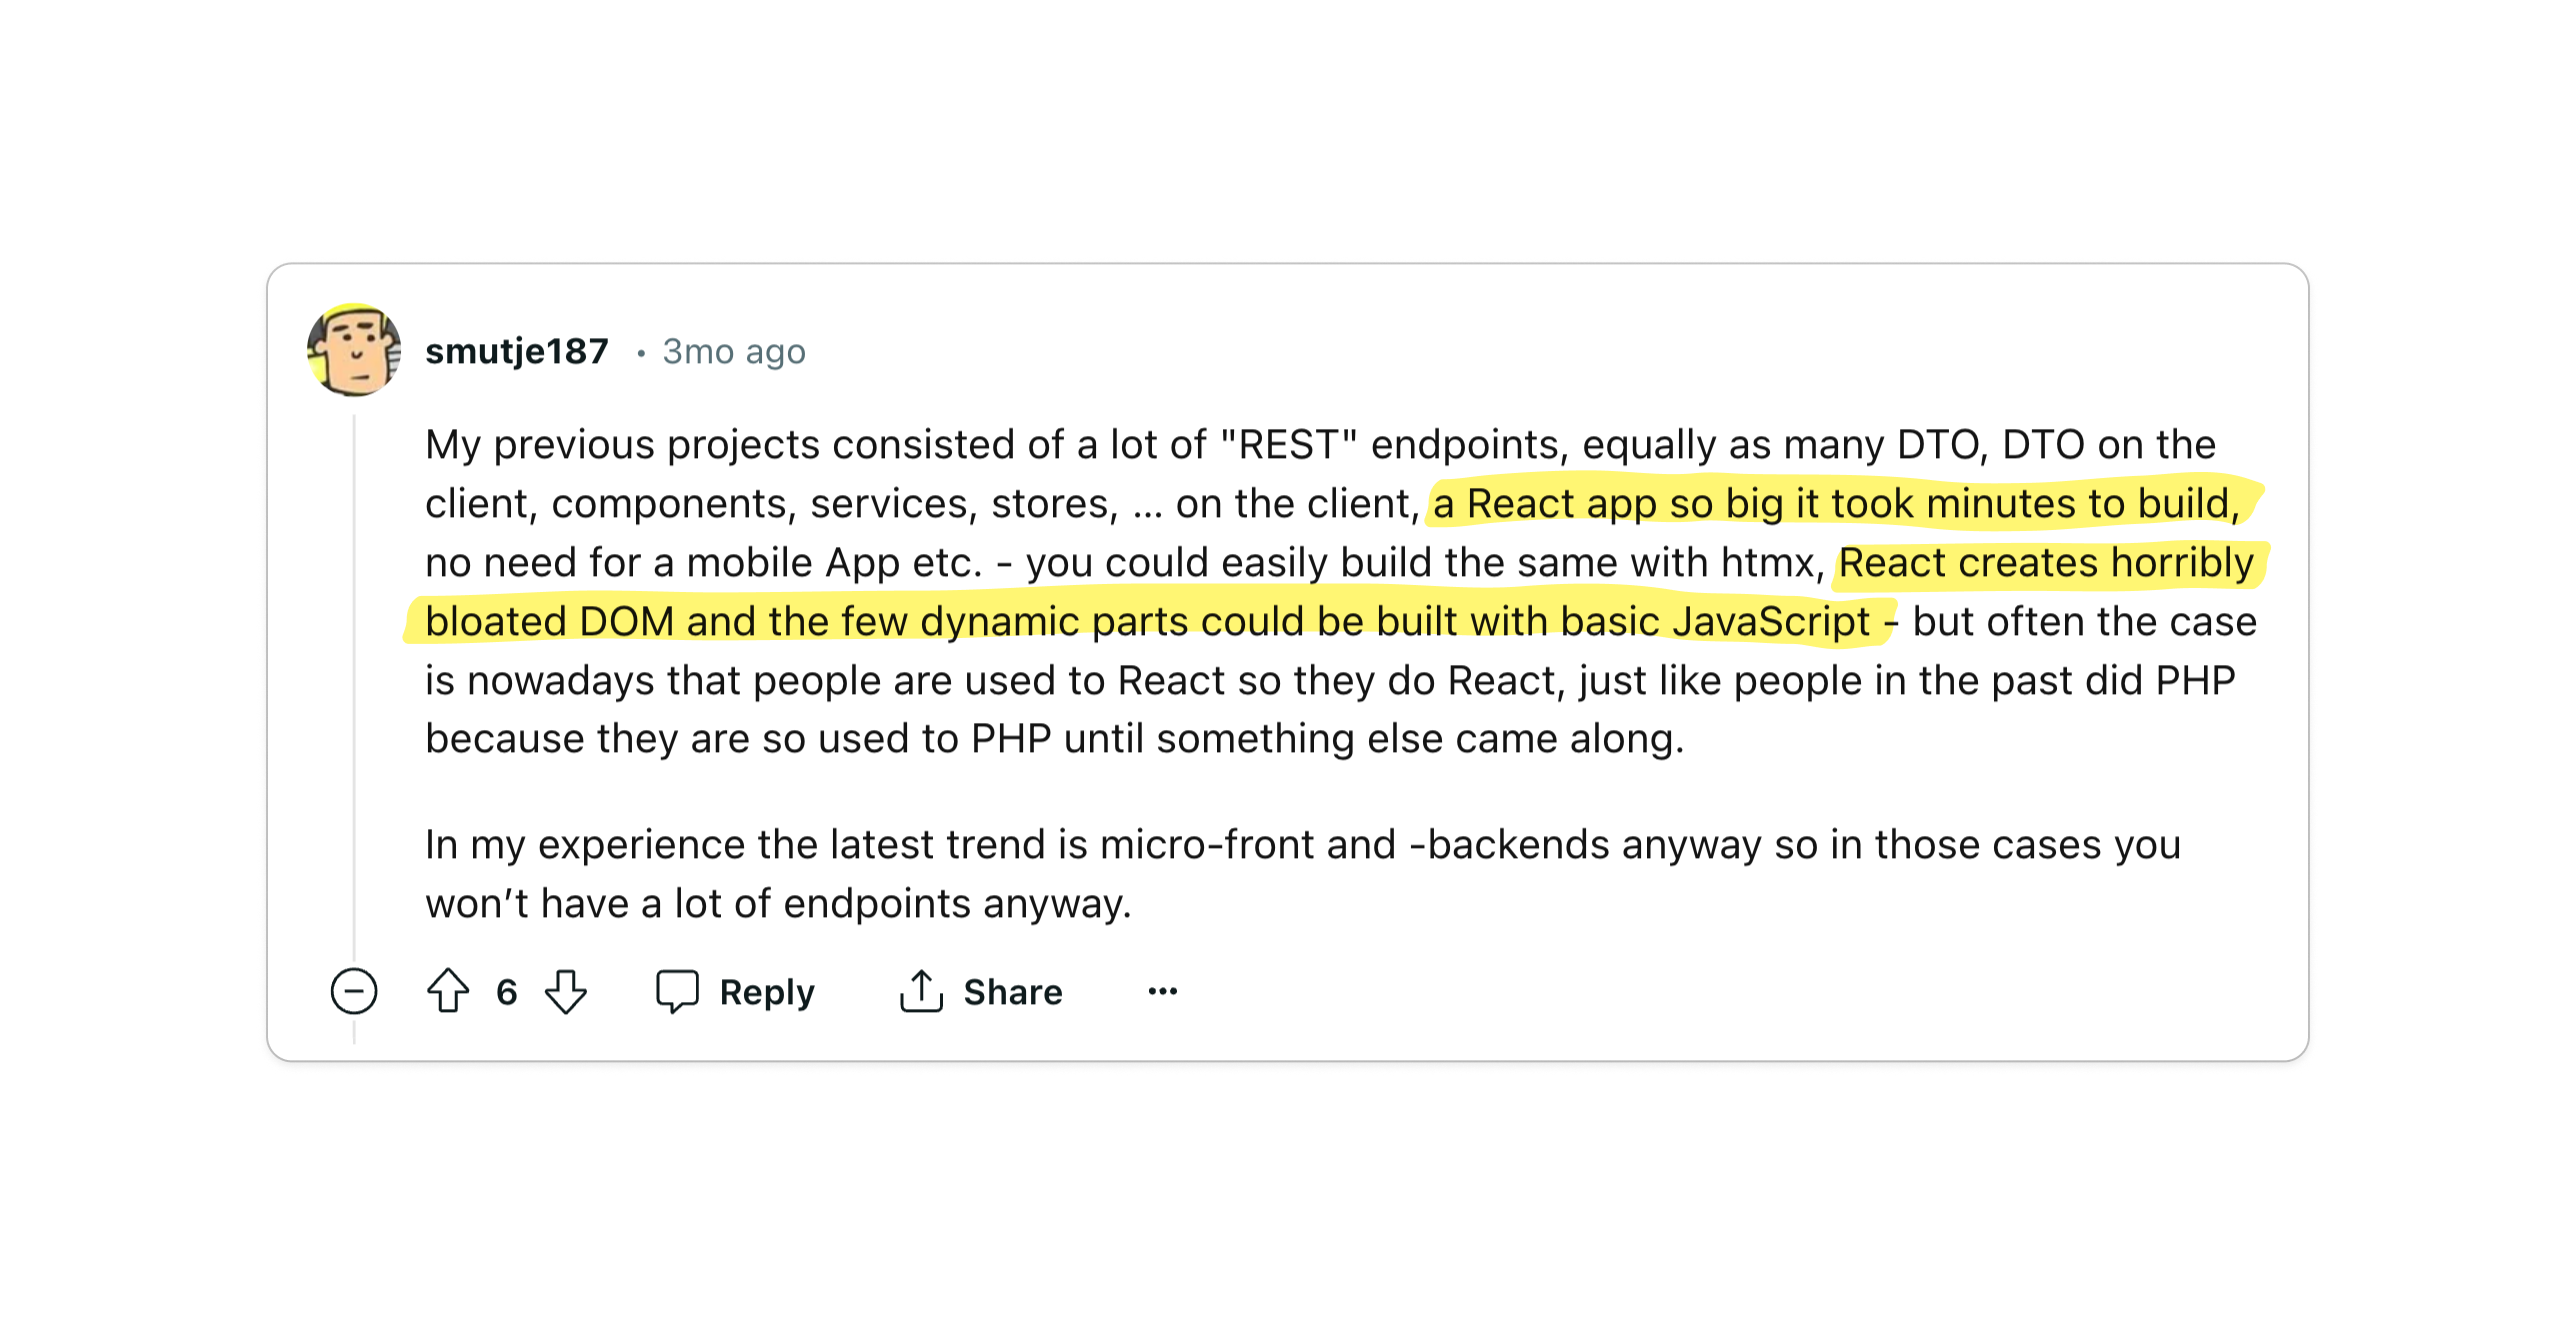 smutje187 • 3mo ago
My previous projects consisted of a lot of "REST" endpoints, equally as many DTO, DTO on the
client, components, services, stores, ... on the client, a React app so big it took minutes to build,
no need for a mobile App etc. - you could easily build the same with htmx, React creates horribly
bloated DOM and the few dynamic parts could be built with basic JavaScript - but often the case
is nowadays that people are used to React so they do React, just like people in the past did PHP
because they are so used to PHP until something else came along.
In my experience the latest trend is micro-front and -backends anyway so in those cases you
won’t have a lot of endpoints anyway.
6 Reply Share ...